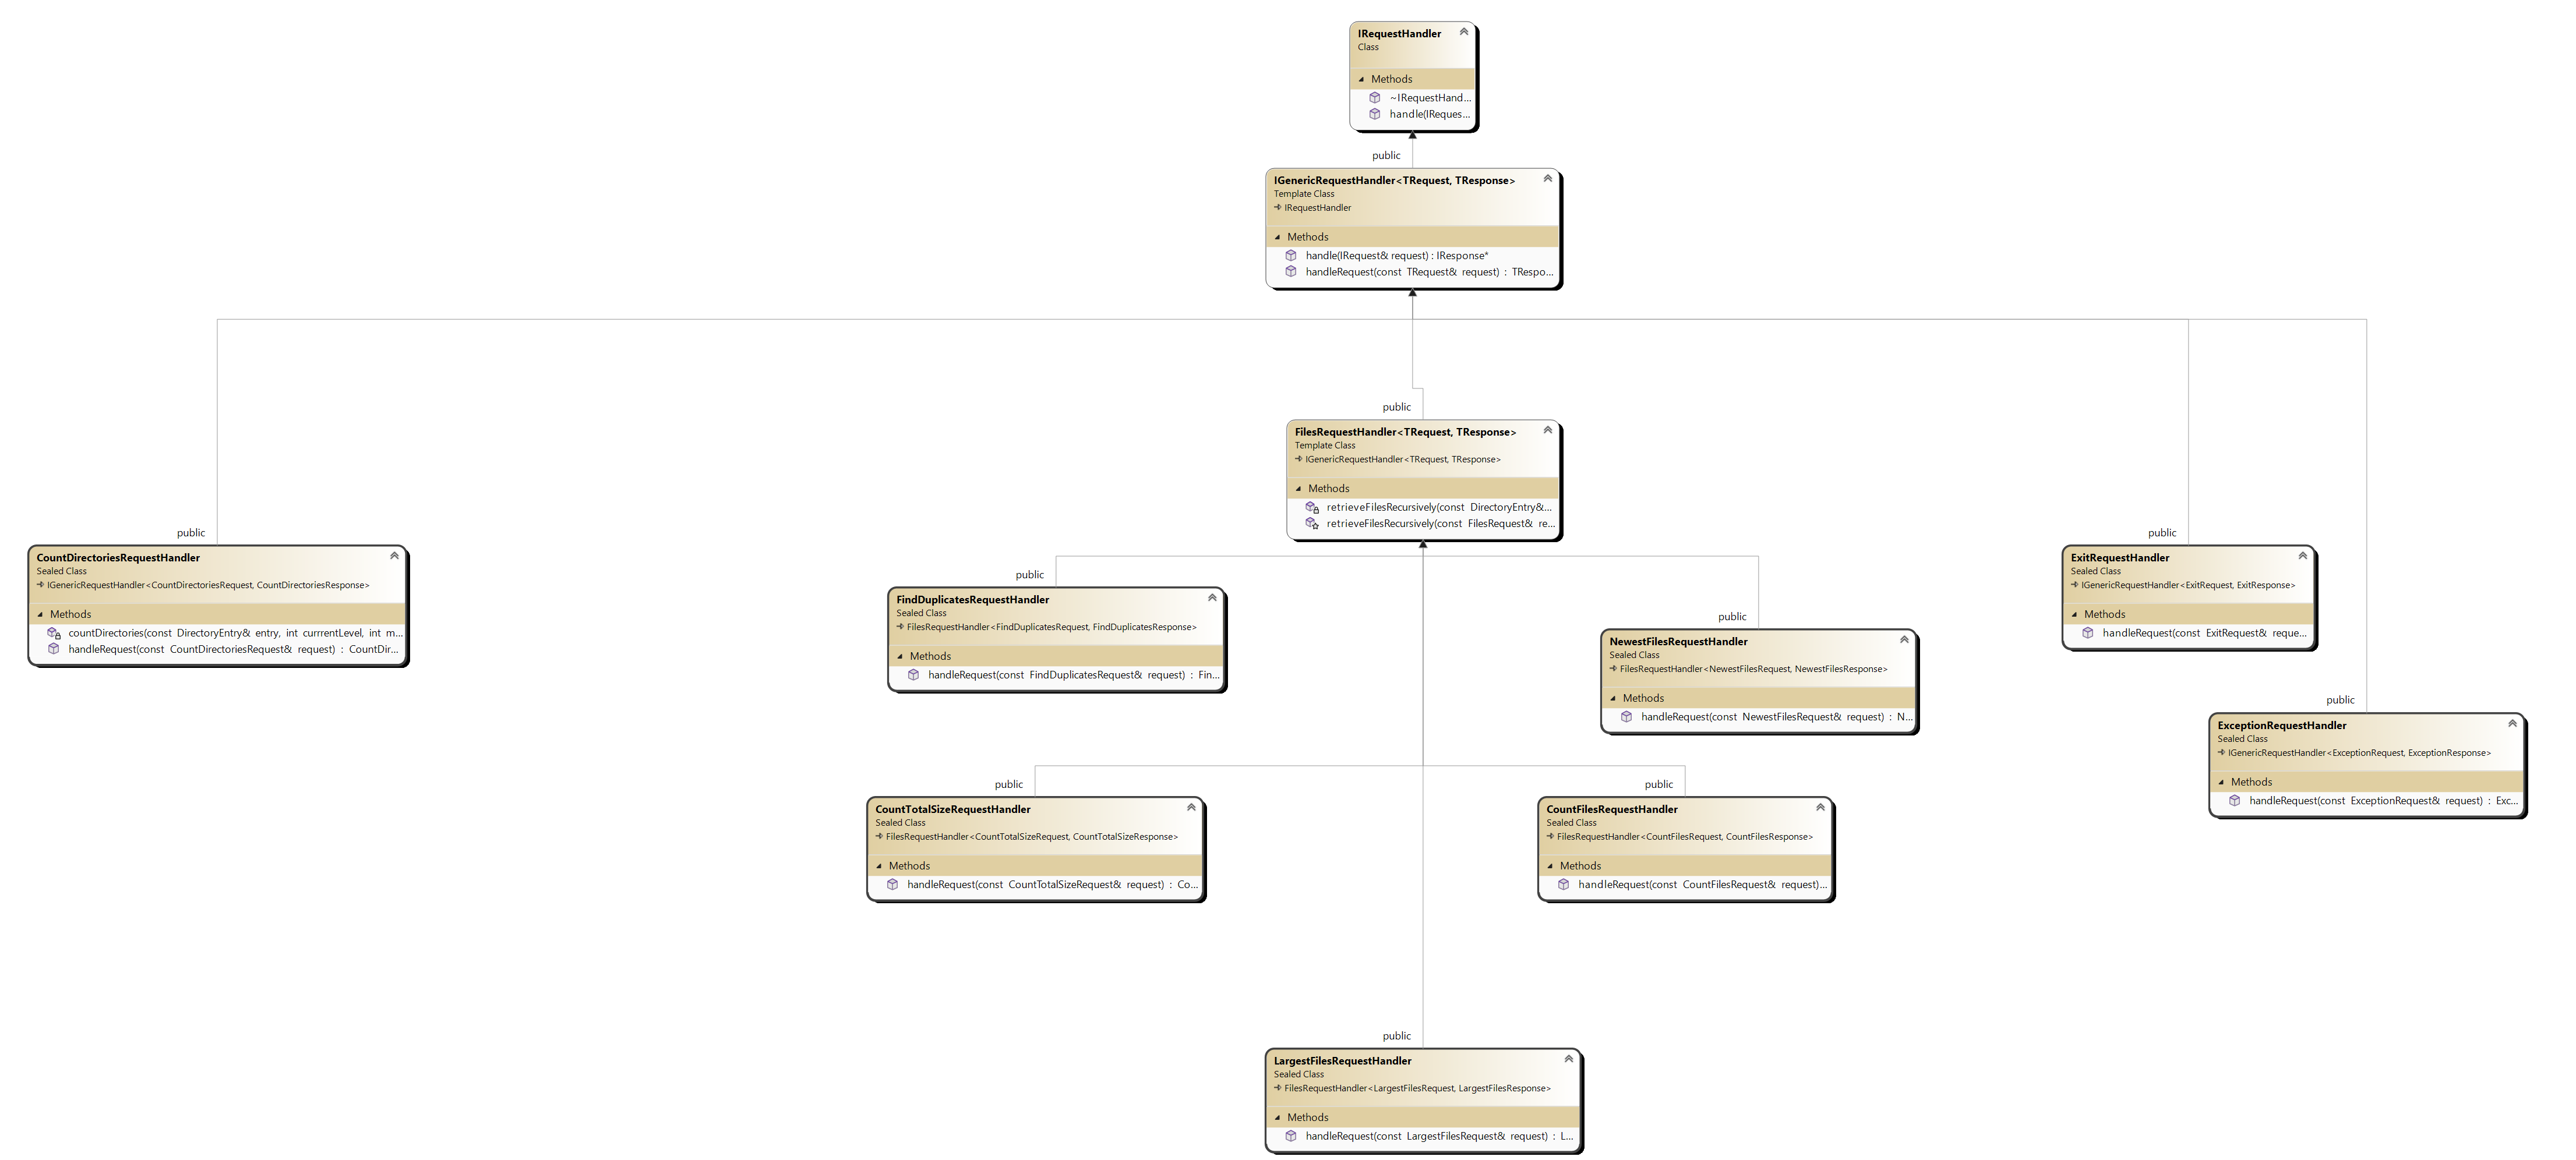 IRequestHandler
Class
Methods
~IRequestHand...
handle(IReques...
public
IGenericRequestHandler<TRequest, TResponse>
Template Class
IRequestHandler
Methods
handle(IRequest& request) : IResponse*
handleRequest(const TRequest& request) : TRespo...
public
FilesRequestHandler<TRequest, TResponse>
Template Class
IGenericRequestHandler<TRequest, TResponse>
Methods
retrieveFilesRecursively(const DirectoryEntry&...
retrieveFilesRecursively(const FilesRequest& re...
public
CountDirectoriesRequestHandler
Sealed Class
IGenericRequestHandler<CountDirectoriesRequest, CountDirectoriesResponse>
Methods
countDirectories(const DirectoryEntry& entry, int currrentLevel, int m...
handleRequest(const CountDirectoriesRequest& request) : CountDir...
public
ExitRequestHandler
Sealed Class
IGenericRequestHandler<ExitRequest, ExitResponse>
Methods
handleRequest(const ExitRequest& reque...
public
FindDuplicatesRequestHandler
Sealed Class
FilesRequestHandler<FindDuplicatesRequest, FindDuplicatesResponse>
Methods
handleRequest(const FindDuplicatesRequest& request) : Fin...
public
NewestFilesRequestHandler
Sealed Class
FilesRequestHandler<NewestFilesRequest, NewestFilesResponse>
Methods
handleRequest(const NewestFilesRequest& request) : N...
public
ExceptionRequestHandler
Sealed Class
IGenericRequestHandler<ExceptionRequest, ExceptionResponse>
Methods
handleRequest(const ExceptionRequest& request) : Exc...
public
CountTotalSizeRequestHandler
Sealed Class
FilesRequestHandler<CountTotalSizeRequest, CountTotalSizeResponse>
Methods
handleRequest(const CountTotalSizeRequest& request) : Co...
public
CountFilesRequestHandler
Sealed Class
FilesRequestHandler<CountFilesRequest, CountFilesResponse>
Methods
handleRequest(const CountFilesRequest& request)...
public
LargestFilesRequestHandler
Sealed Class
FilesRequestHandler<LargestFilesRequest, LargestFilesResponse>
Methods
handleRequest(const LargestFilesRequest& request) : L...